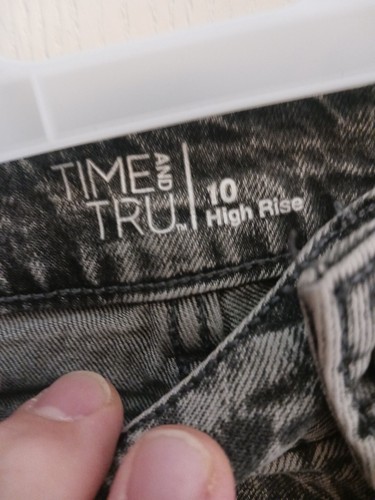 TIME AND
TRU™
10
High Rise